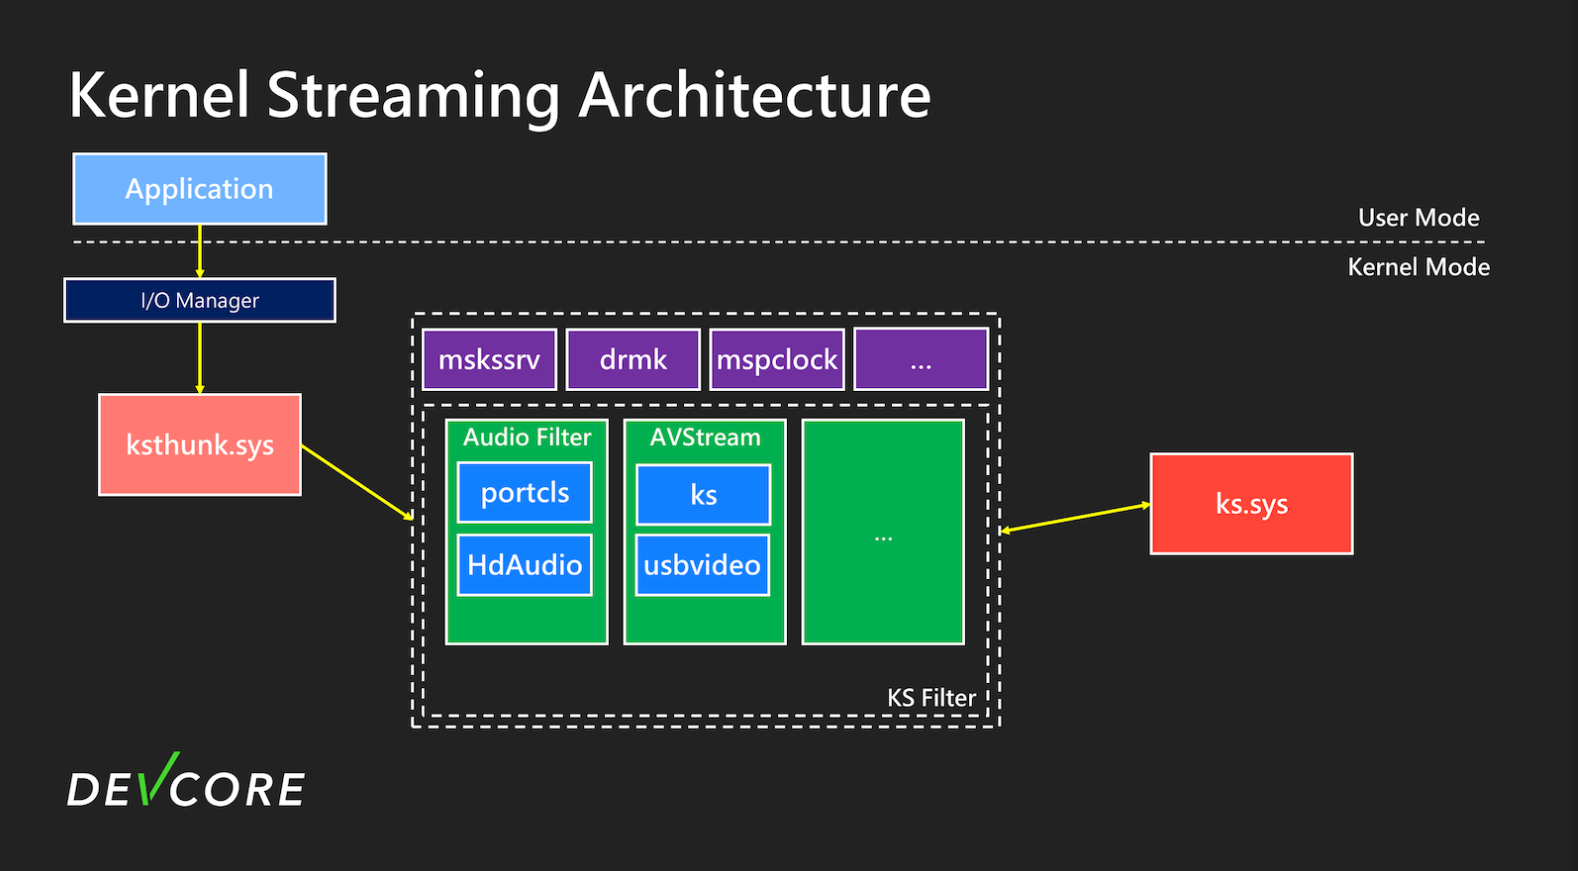 Kernel Streaming Architecture
Application
User Mode
Kernel Mode
I/O Manager
mskssrv
drmk
mspclock
...
ksthunk.sys
Audio Filter
portcls
HdAudio
AVStream
ks
usbvideo
...
ks.sys
KS Filter
DEVCORE